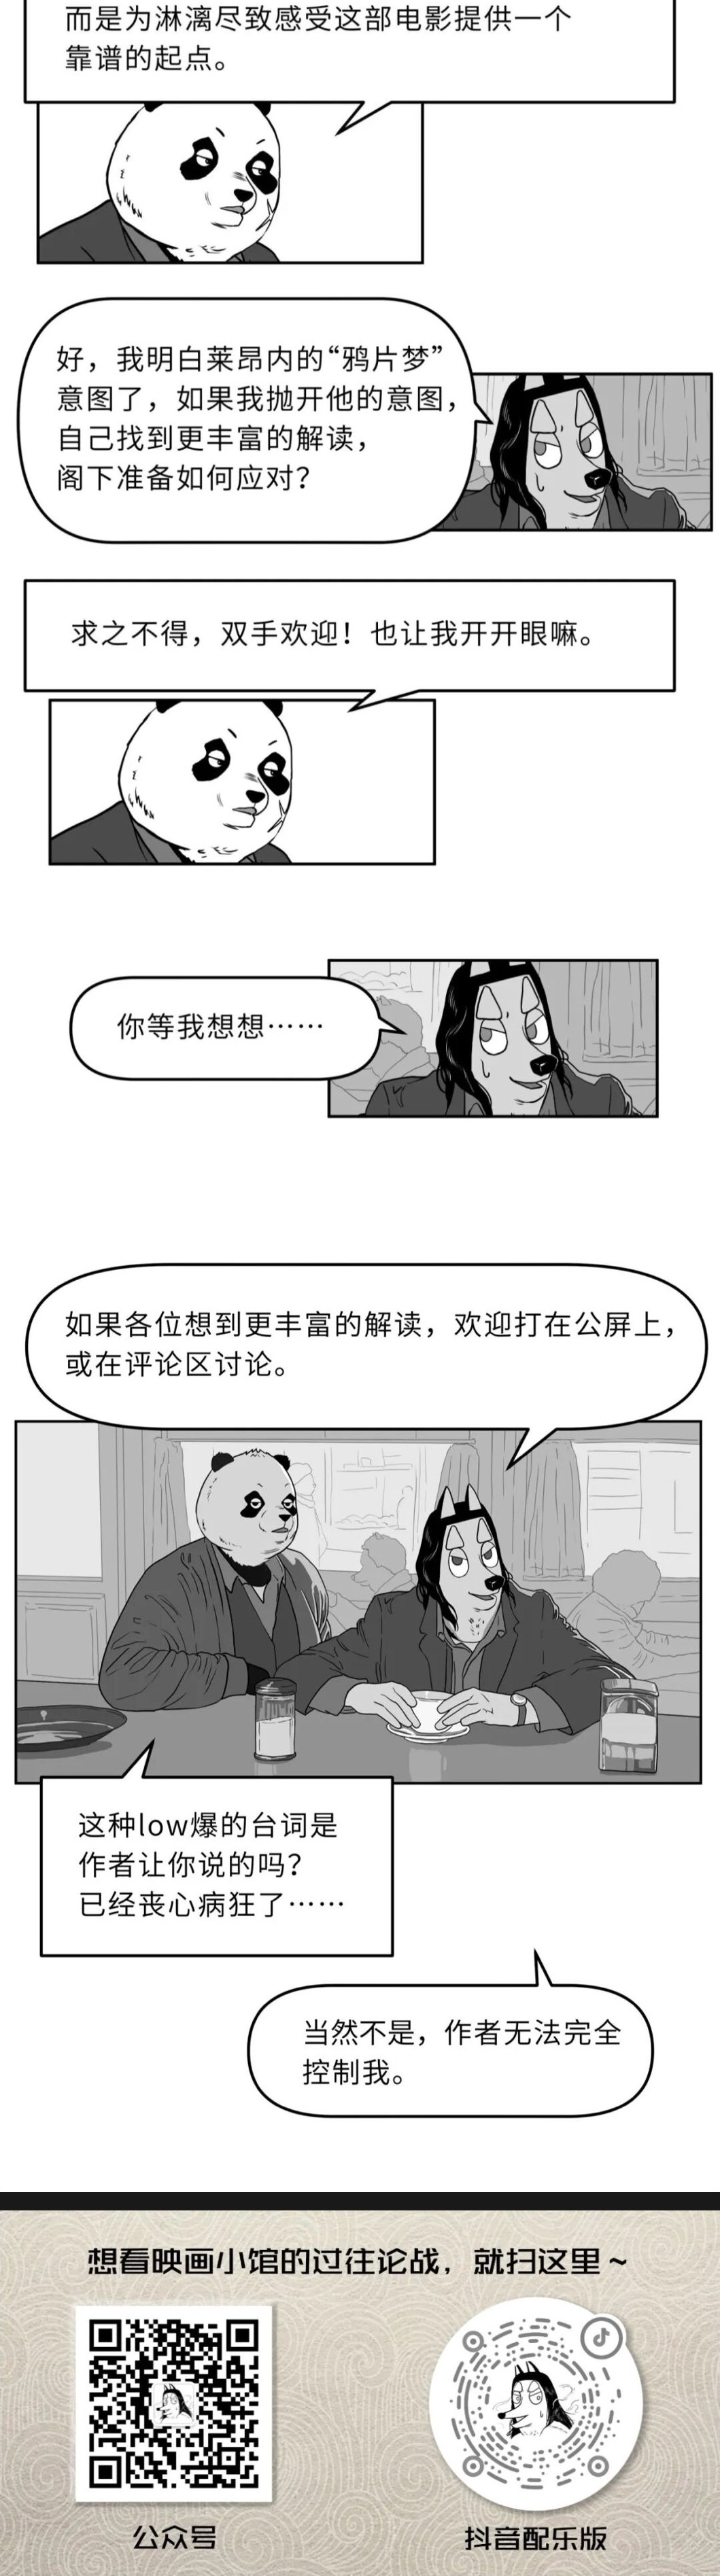 而是为淋漓尽致感受这部电影提供一个
靠谱的起点。
好，我明白莱昂内的“鸦片梦”
意图了，如果我抛开他的意图，
自己找到更丰富的解读，
阁下准备如何应对？
求之不得，双手欢迎！也让我开开眼嘛。
你等我想想……
如果各位想到更丰富的解读，欢迎打在公屏上，
或在评论区讨论。
这种low爆的台词是
作者让你说的吗？
已经丧心病狂了……
当然不是，作者无法完全
控制我。
想看映画小馆的过往论战，就扫这里～
公众号
抖音配乐版